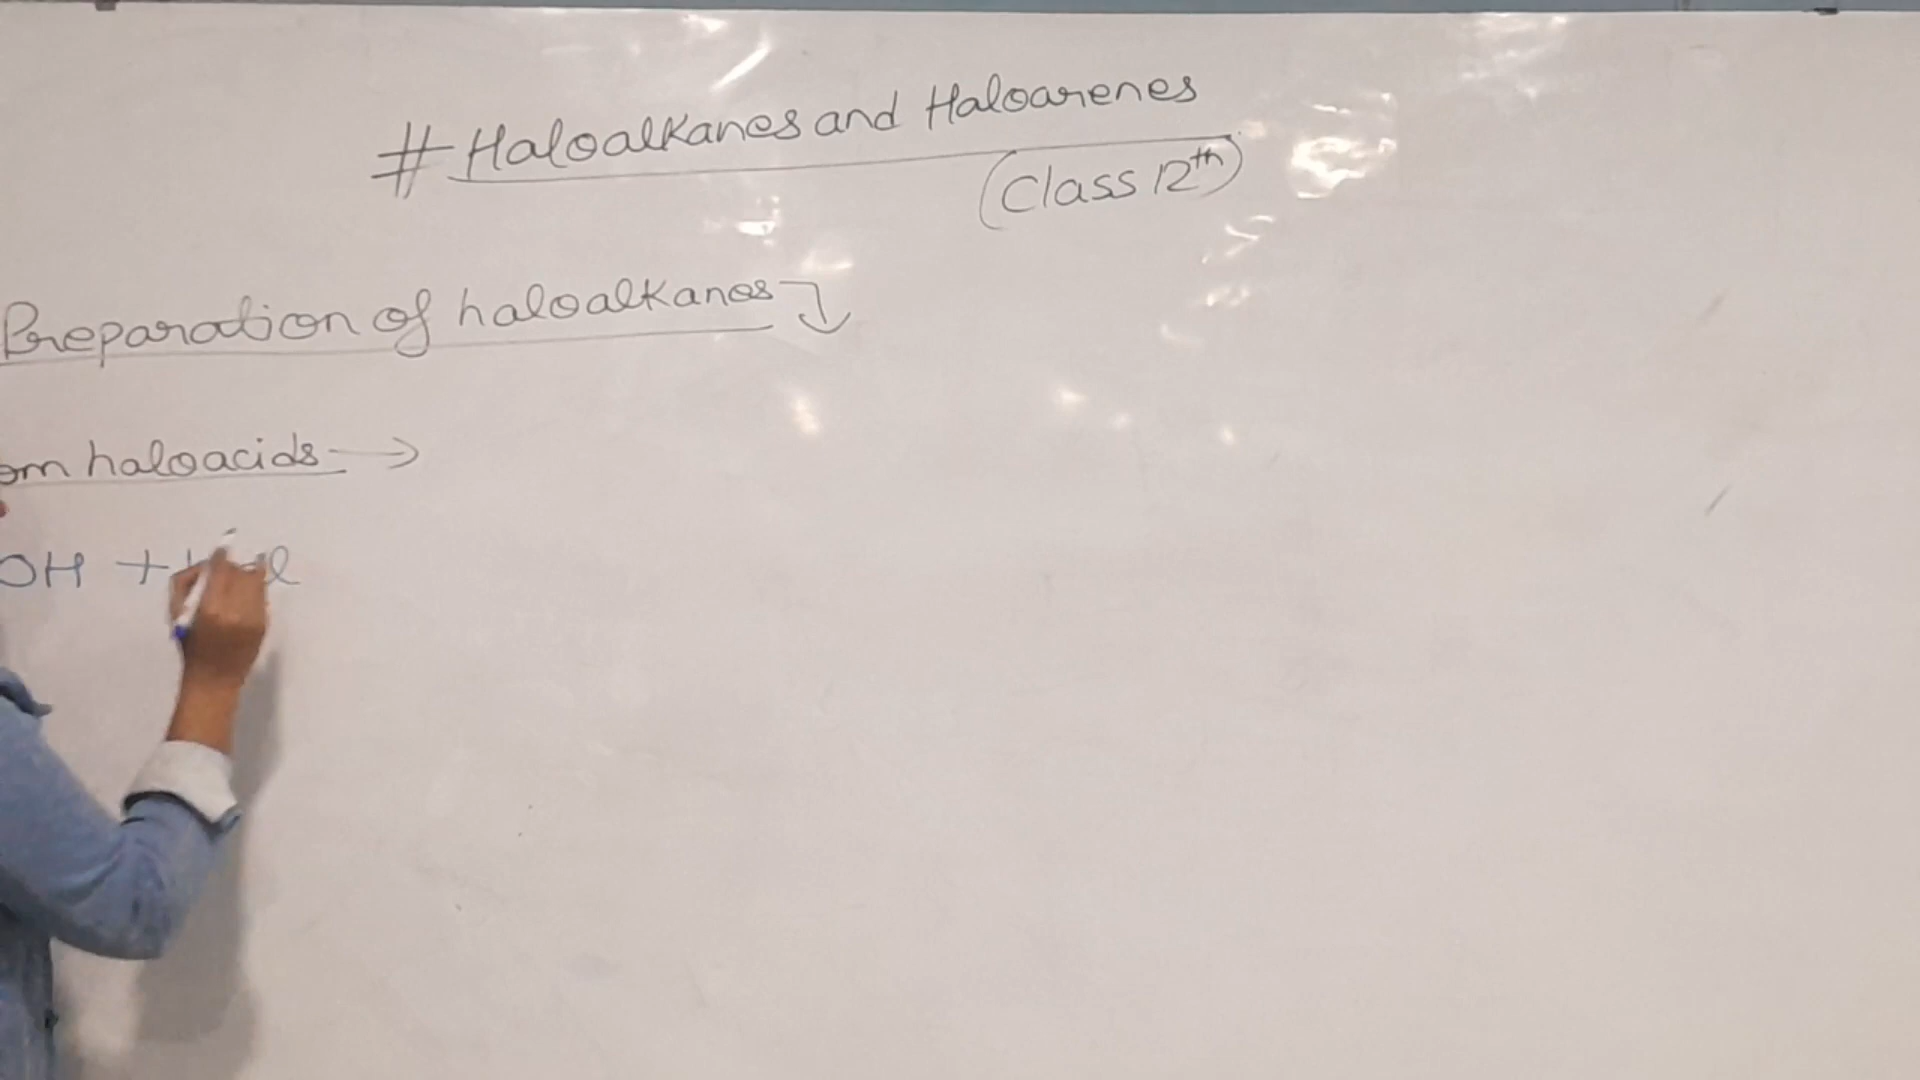 # Haloalkanes and Haloarenes
(Class 12th)
Preparation of haloalkanes
om haloacids →
OH +